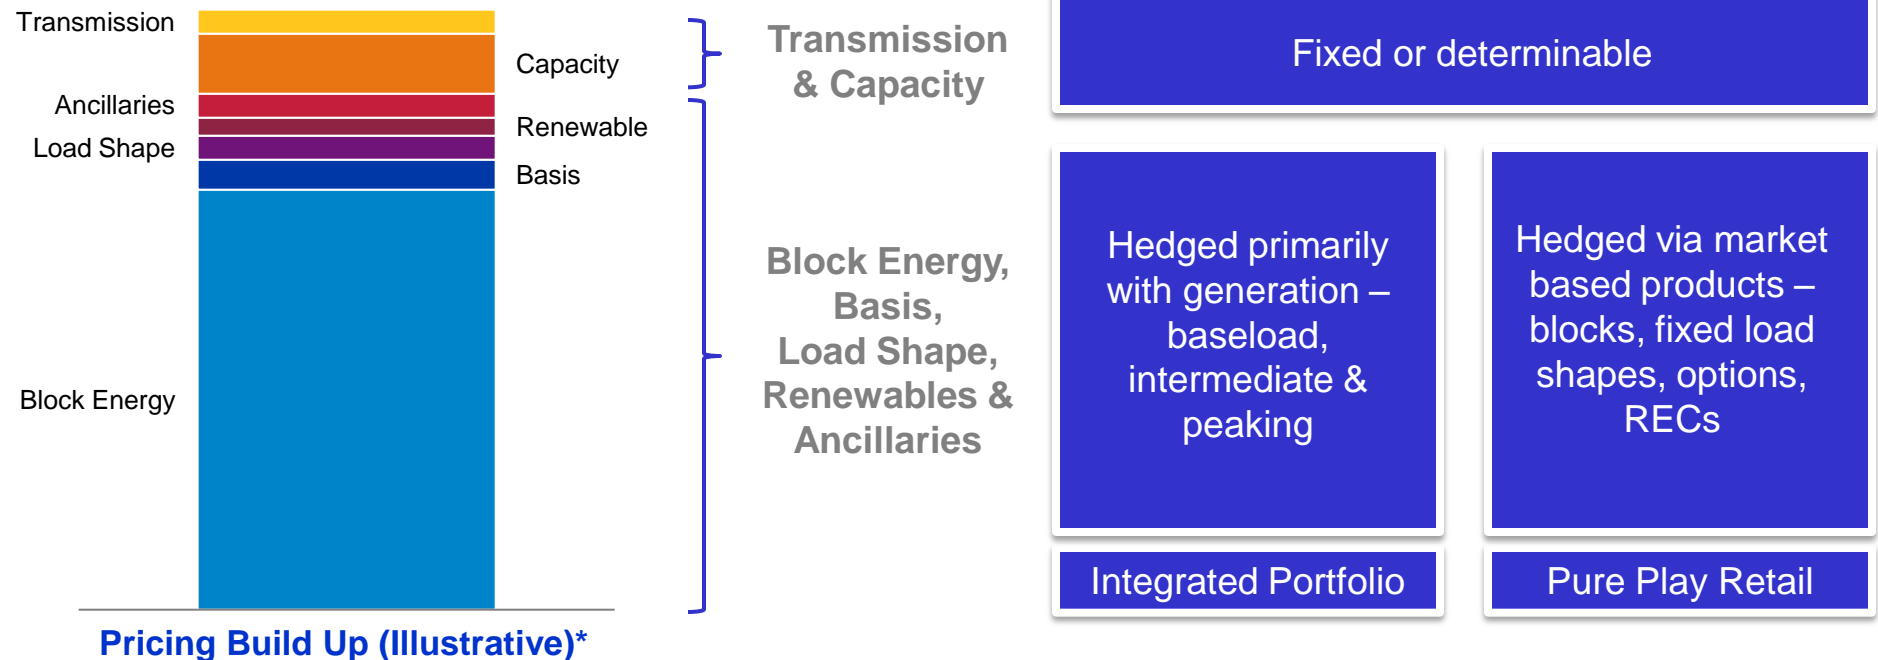 Transmission
Capacity
Ancillaries
Renewable
Load Shape
Basis
Block Energy
Pricing Build Up (Illustrative)*
Transmission
& Capacity
Block Energy,
Basis,
Load Shape,
Renewables &
Ancillaries
Fixed or determinable
Hedged primarily
with generation –
baseload,
intermediate &
peaking
Integrated Portfolio
Hedged via market
based products –
blocks, fixed load
shapes, options,
RECs
Pure Play Retail